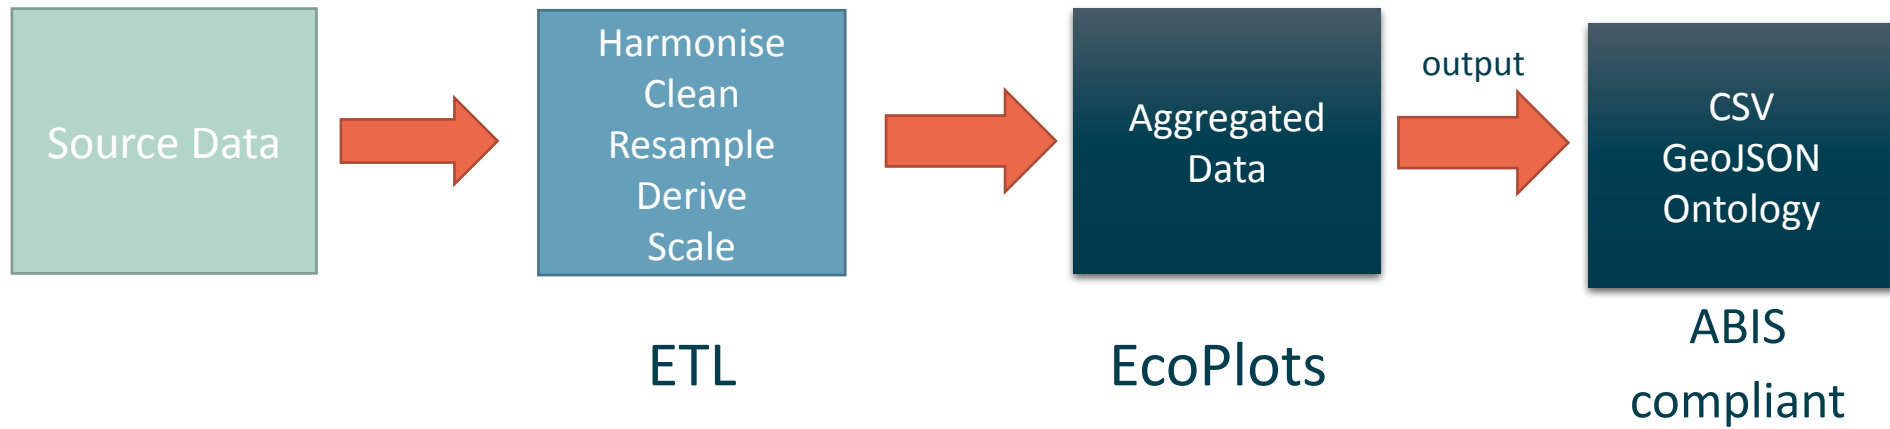 Source Data
Harmonise
Clean
Resample
Derive
Scale
ETL
Aggregated
Data
EcoPlots
output
CSV
GeoJSON
Ontology
ABIS
compliant